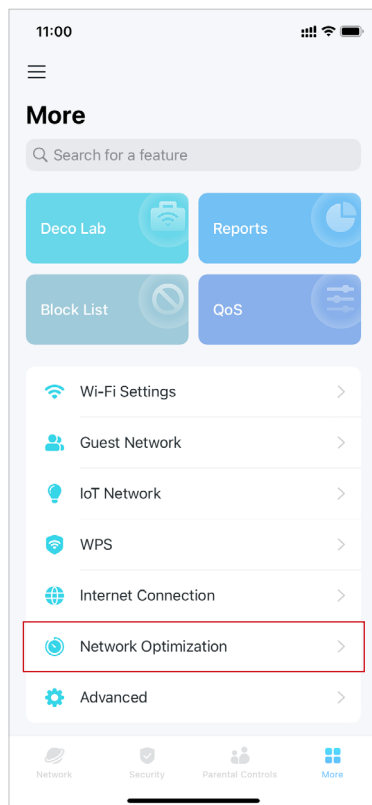 11:00
More
Search for a feature
Deco Lab
Reports
Block List
QoS
Wi-Fi Settings
Guest Network
IoT Network
WPS
Internet Connection
Network Optimization
Advanced
Network
Security
Parental Controls
More